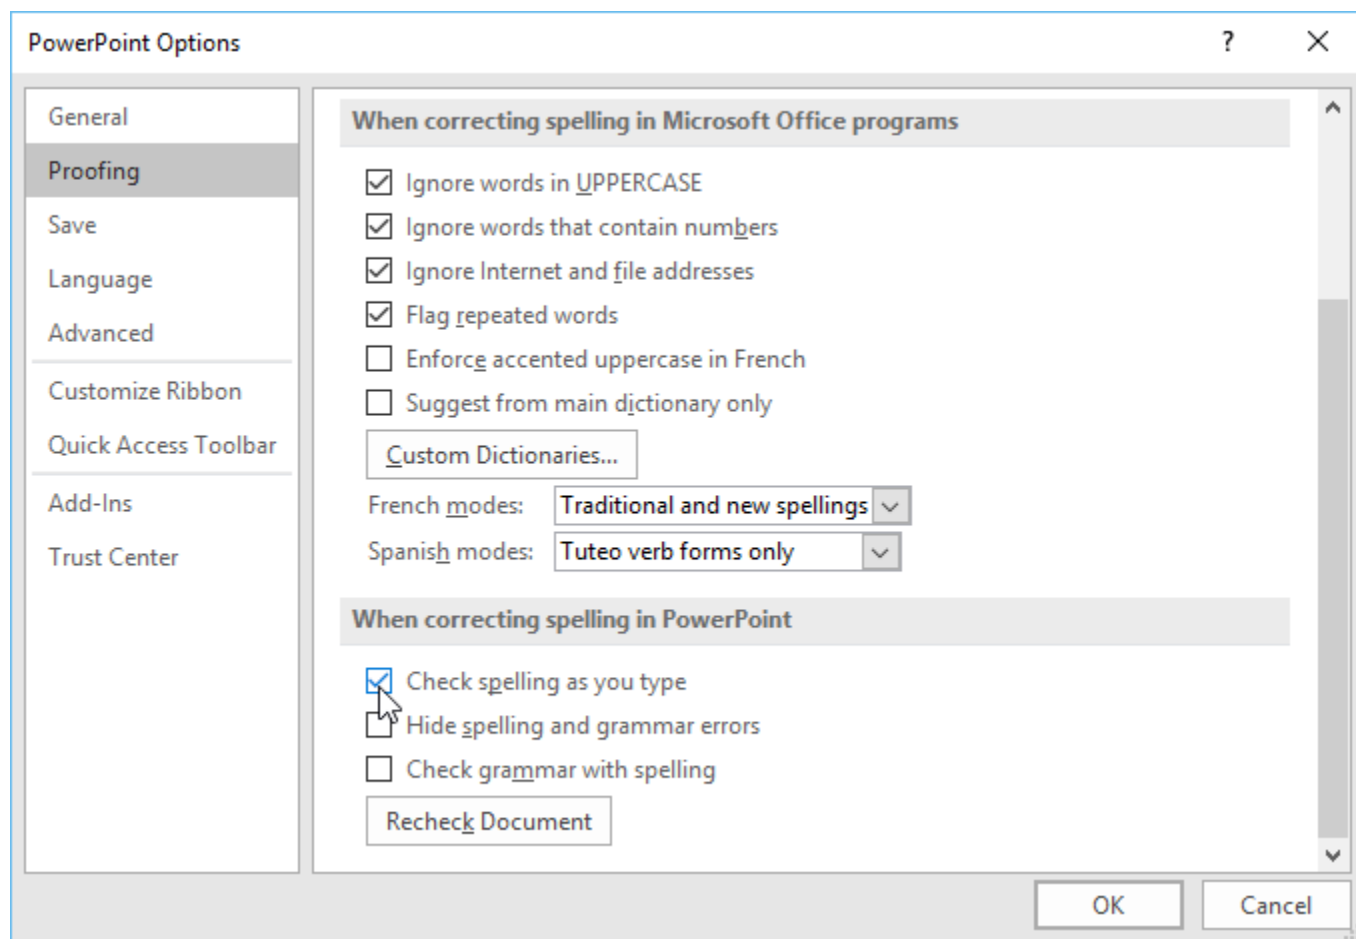 PowerPoint Options
?
General
Proofing
Save
Language
Advanced
Customize Ribbon
Quick Access Toolbar
Add-Ins
Trust Center
When correcting spelling in Microsoft Office programs
Ignore words in UPPERCASE
Ignore words that contain numbers
Ignore Internet and file addresses
Flag repeated words
Enforce accented uppercase in French
Suggest from main dictionary only
Custom Dictionaries...
French modes: Traditional and new spellings
Spanish modes: Tuteo verb forms only
When correcting spelling in PowerPoint
Check spelling as you type
Hide spelling and grammar errors
Check grammar with spelling
Recheck Document
OK Cancel